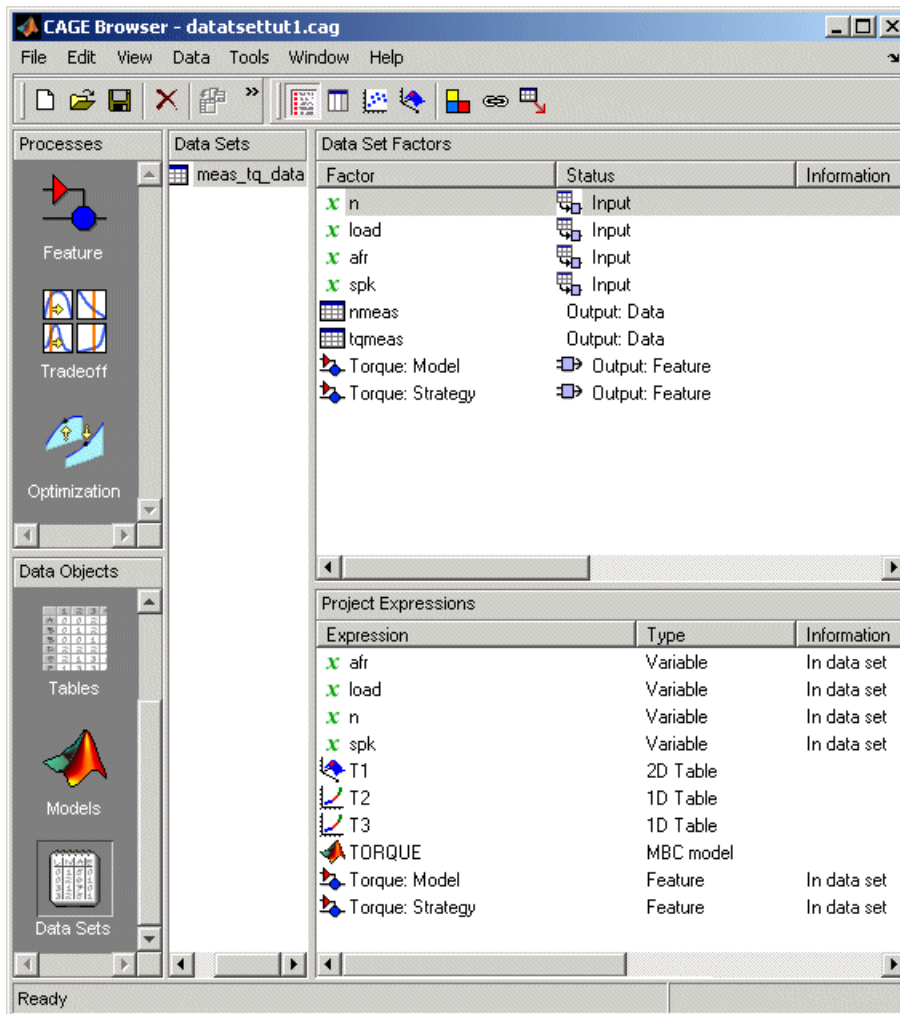 CAGE Browser - datatsettut1.cag
File Edit View Data Tools Window Help
Processes
Feature
Tradeoff
Optimization
Data Objects
Tables
Models
Data Sets
Data Sets
meas_tq_data
Data Set Factors
Factor Status Information
x n Input
x load Input
x afr Input
x spk Input
nmeas Output: Data
tqmeas Output: Data
Torque: Model Output: Feature
Torque: Strategy Output: Feature
Project Expressions
Expression Type Information
x afr Variable In data set
x load Variable In data set
x n Variable In data set
x spk Variable In data set
T1 2D Table
T2 1D Table
T3 1D Table
TORQUE MBC model
Torque: Model Feature In data set
Torque: Strategy Feature In data set
Ready